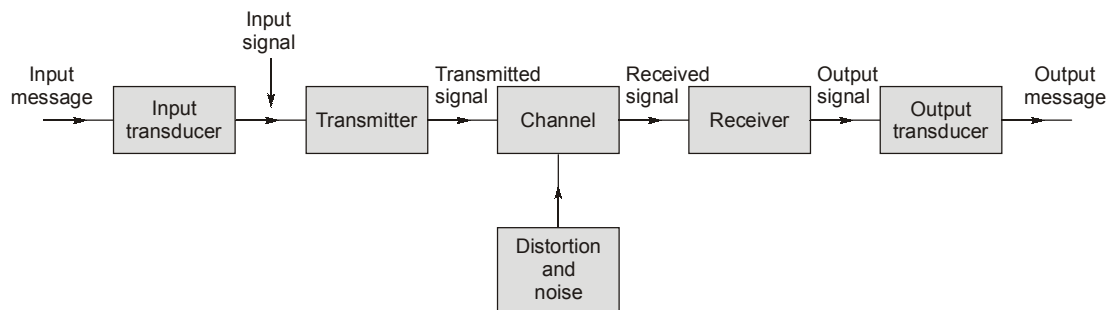 Input
signal
Input
message
Input
transducer
Transmitter
Transmitted
signal
Channel
Received
signal
Receiver
Output
signal
Output
transducer
Output
message
Distortion
and
noise